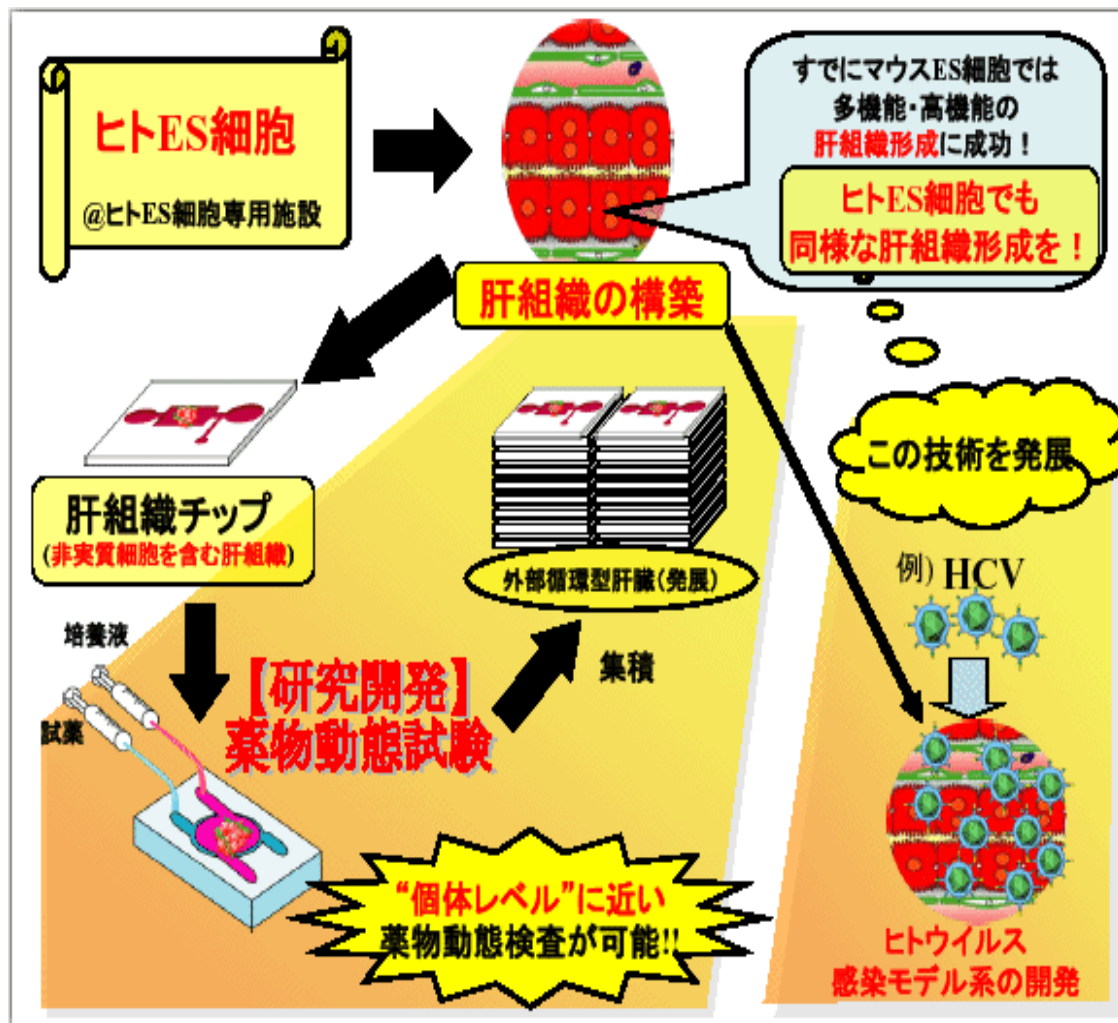 ヒトES細胞
@ヒトES細胞専用施設
すでにマウスES細胞では
多機能・高機能の
肝組織形成に成功！
ヒトES細胞でも
同様な肝組織形成を！
肝組織の構築
この技術を発展
肝組織チップ
(非実質細胞を含む肝組織)
外部循環型肝臓(発展)
例) HCV
培養液
試薬
【研究開発】
薬物動態試験
集積
“個体レベル”に近い
薬物動態検査が可能!!
ヒトウイルス
感染モデル系の開発